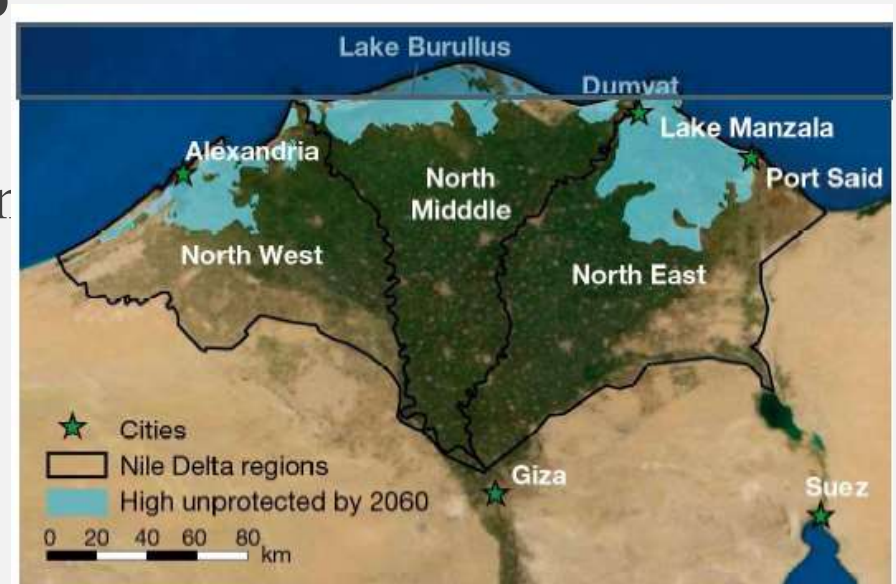 Lake Burullus
Dumyat
Lake Manzala
Alexandria
Port Said
North
Midddle
North West
North East
Cities
Nile Delta regions
High unprotected by 2060
Giza
Suez
0 20 40 60 80
km